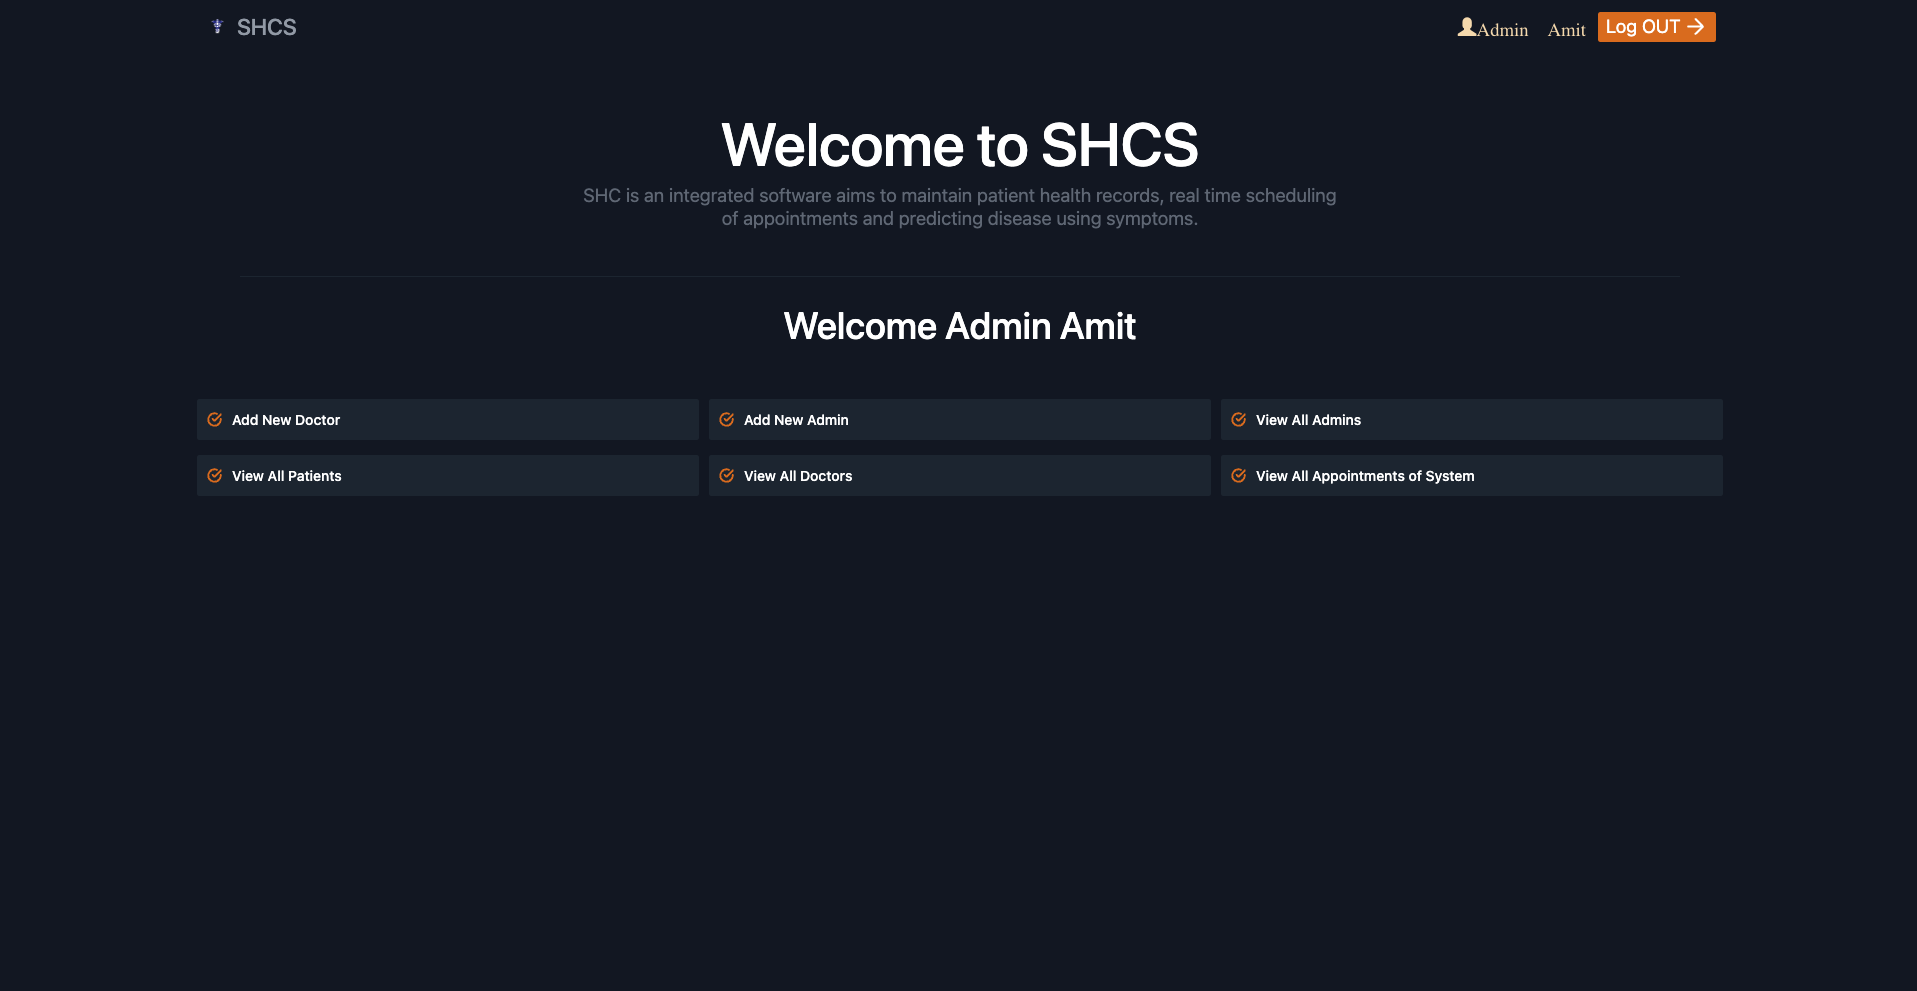 SHCS
Admin Amit Log OUT
Welcome to SHCS
SHC is an integrated software aims to maintain patient health records, real time scheduling
of appointments and predicting disease using symptoms.
Welcome Admin Amit
Add New Doctor
Add New Admin
View All Admins
View All Patients
View All Doctors
View All Appointments of System